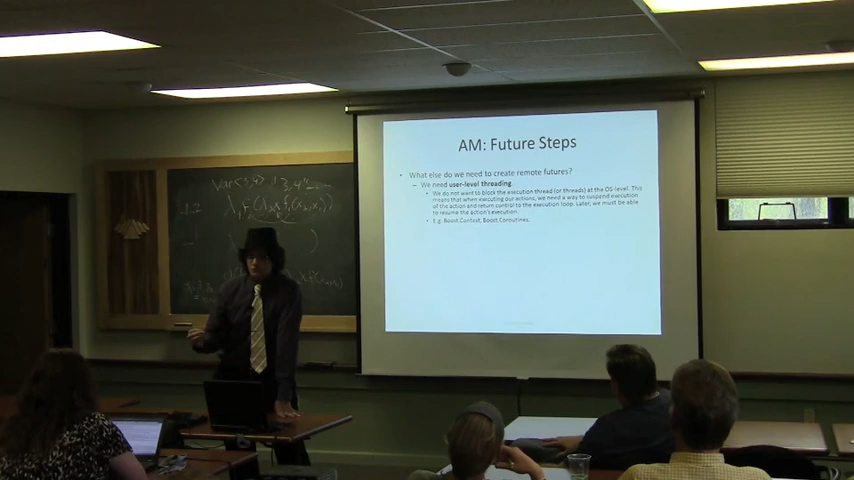 AM: Future Steps
• What else do we need to create remote futures?
– We need user-level threading.
• We do not want to block the execution thread (or threads) at the OS-level. This
means that when executing our actions, we need a way to suspend execution
of the action and return control to the execution loop. Later, we must be able
to resume the action's execution.
• E.g. Boost.Context, Boost.Coroutines.